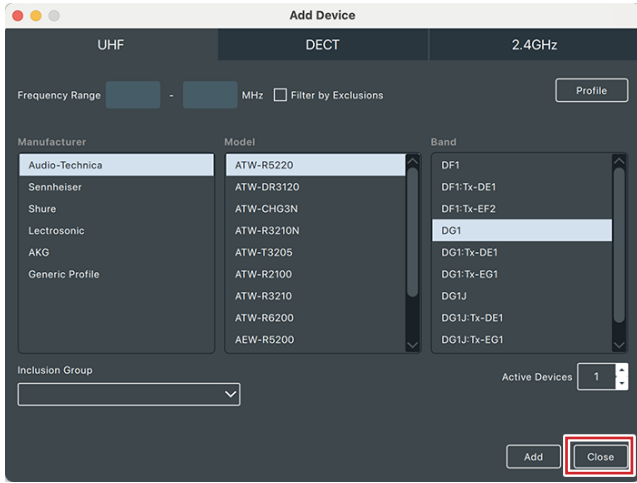 Add Device
UHF DECT 2.4GHz
Frequency Range - MHz Filter by Exclusions Profile
Manufacturer Model Band
Audio-Technica ATW-R5220 DF1
Sennheiser ATW-DR3120 DF1:Tx-DE1
Shure ATW-CHG3N DF1:Tx-EF2
Lectrosonic ATW-R3210N DG1
AKG ATW-T3205 DG1:Tx-DE1
Generic Profile ATW-R2100 DG1:Tx-EG1
ATW-R3210 DG1J
ATW-R6200 DG1J:Tx-DE1
AEW-R5200 DG1J:Tx-EG1
Inclusion Group Active Devices 1
Add Close